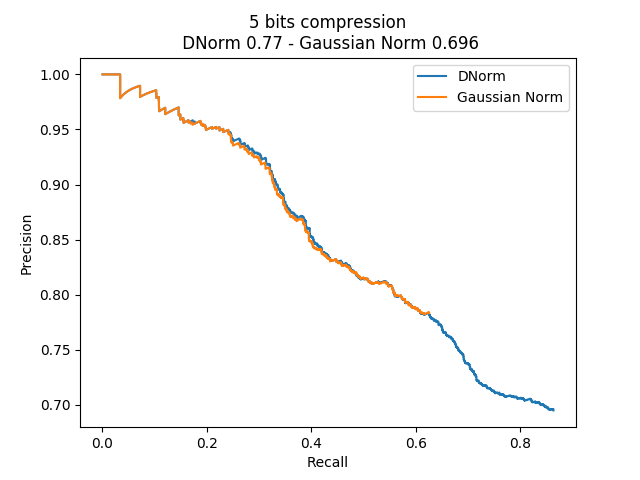 5 bits compression
DNorm 0.77 - Gaussian Norm 0.696
DNorm
Gaussian Norm
1.00
0.95
0.90
0.85
0.80
0.75
0.70
Precision
0.0
0.2
0.4
0.6
0.8
Recall